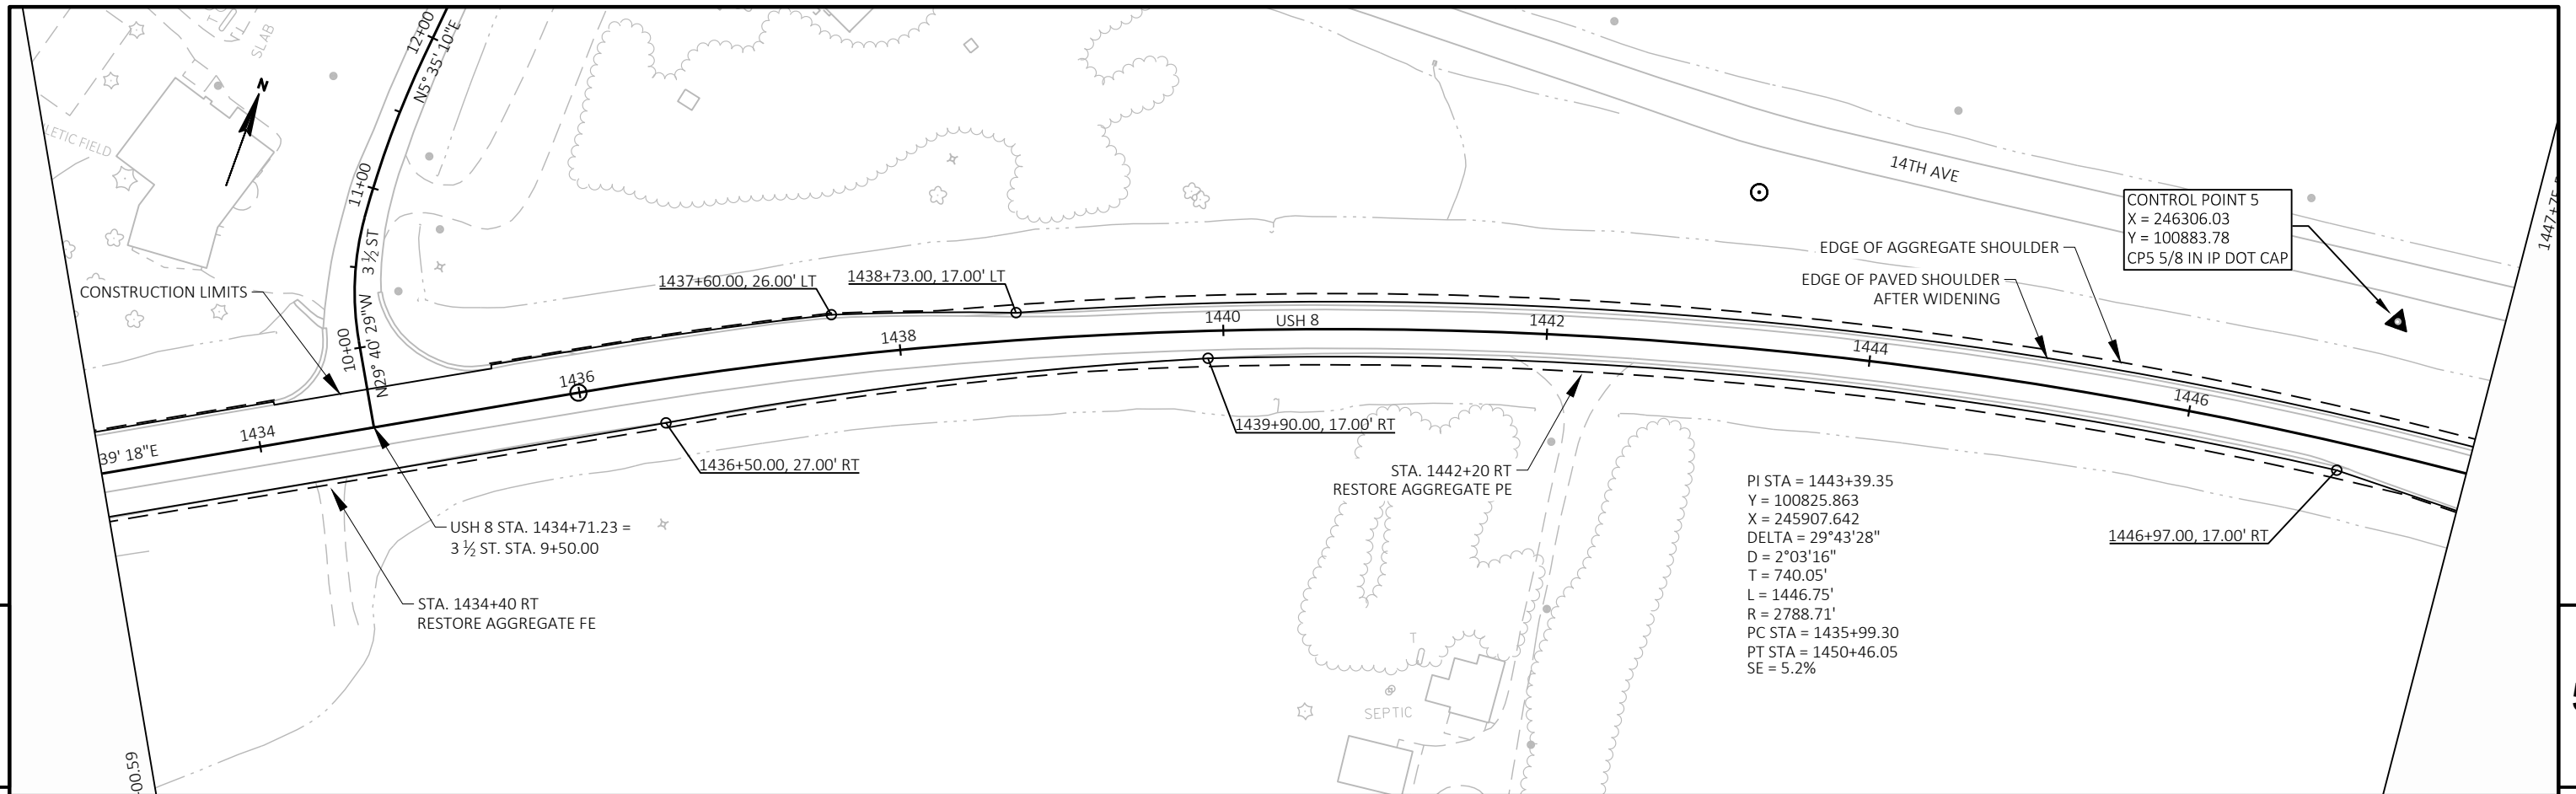 12+00
N5° 35' 10"E
SLAB
N
LETIC FIELD
11+00
3 ½ ST
10+00
N29° 40' 29"W
CONSTRUCTION LIMITS
1437+60.00, 26.00' LT
1438+73.00, 17.00' LT
14TH AVE
CONTROL POINT 5
X = 246306.03
Y = 100883.78
CP5 5/8 IN IP DOT CAP
EDGE OF AGGREGATE SHOULDER
EDGE OF PAVED SHOULDER
AFTER WIDENING
39' 18"E
1434
1436
1438
1440
USH 8
1442
1444
1446
1439+90.00, 17.00' RT
1436+50.00, 27.00' RT
STA. 1442+20 RT
RESTORE AGGREGATE PE
USH 8 STA. 1434+71.23 =
3 ½ ST. STA. 9+50.00
STA. 1434+40 RT
RESTORE AGGREGATE FE
PI STA = 1443+39.35
Y = 100825.863
X = 245907.642
DELTA = 29°43'28"
D = 2°03'16"
T = 740.05'
L = 1446.75'
R = 2788.71'
PC STA = 1435+99.30
PT STA = 1450+46.05
SE = 5.2%
1446+97.00, 17.00' RT
T
SEPTIC